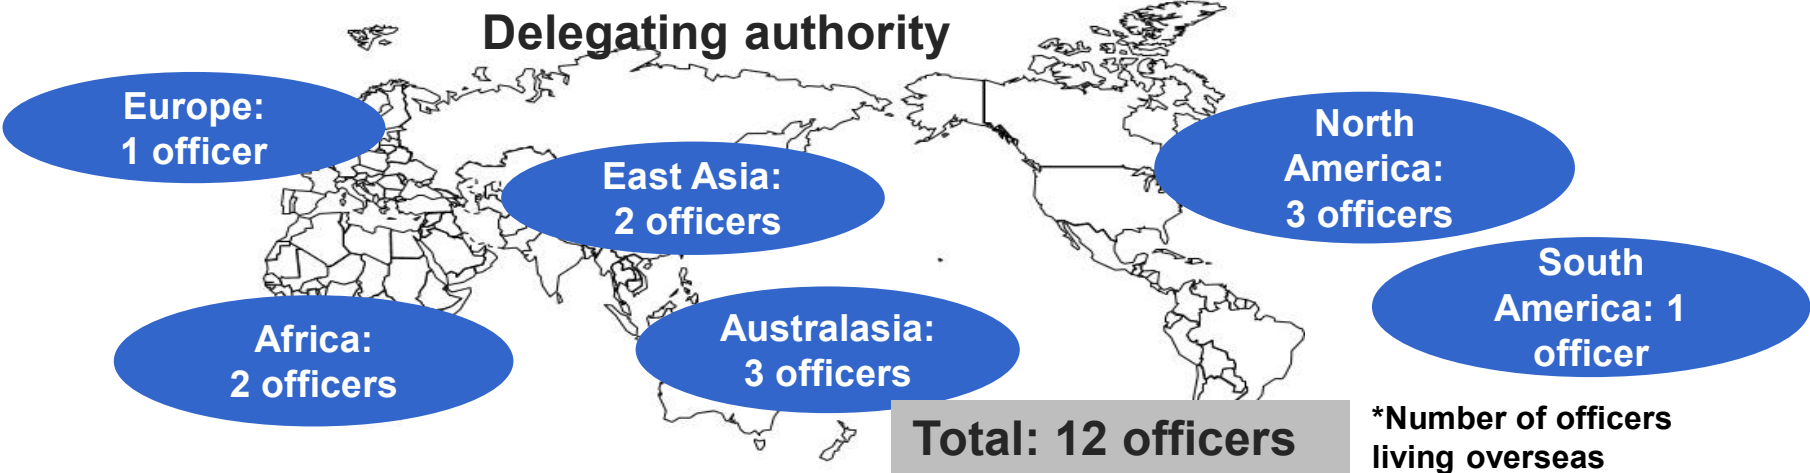 Delegating authority
Europe:
1 officer
East Asia:
2 officers
North
America:
3 officers
South
America: 1
officer
Africa:
2 officers
Australasia:
3 officers
Total: 12 officers
*Number of officers
living overseas